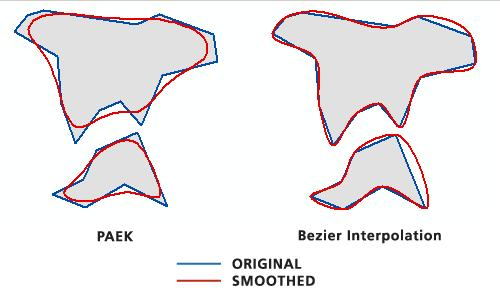 PAEK
Bezier Interpolation
ORIGINAL
SMOOTHED